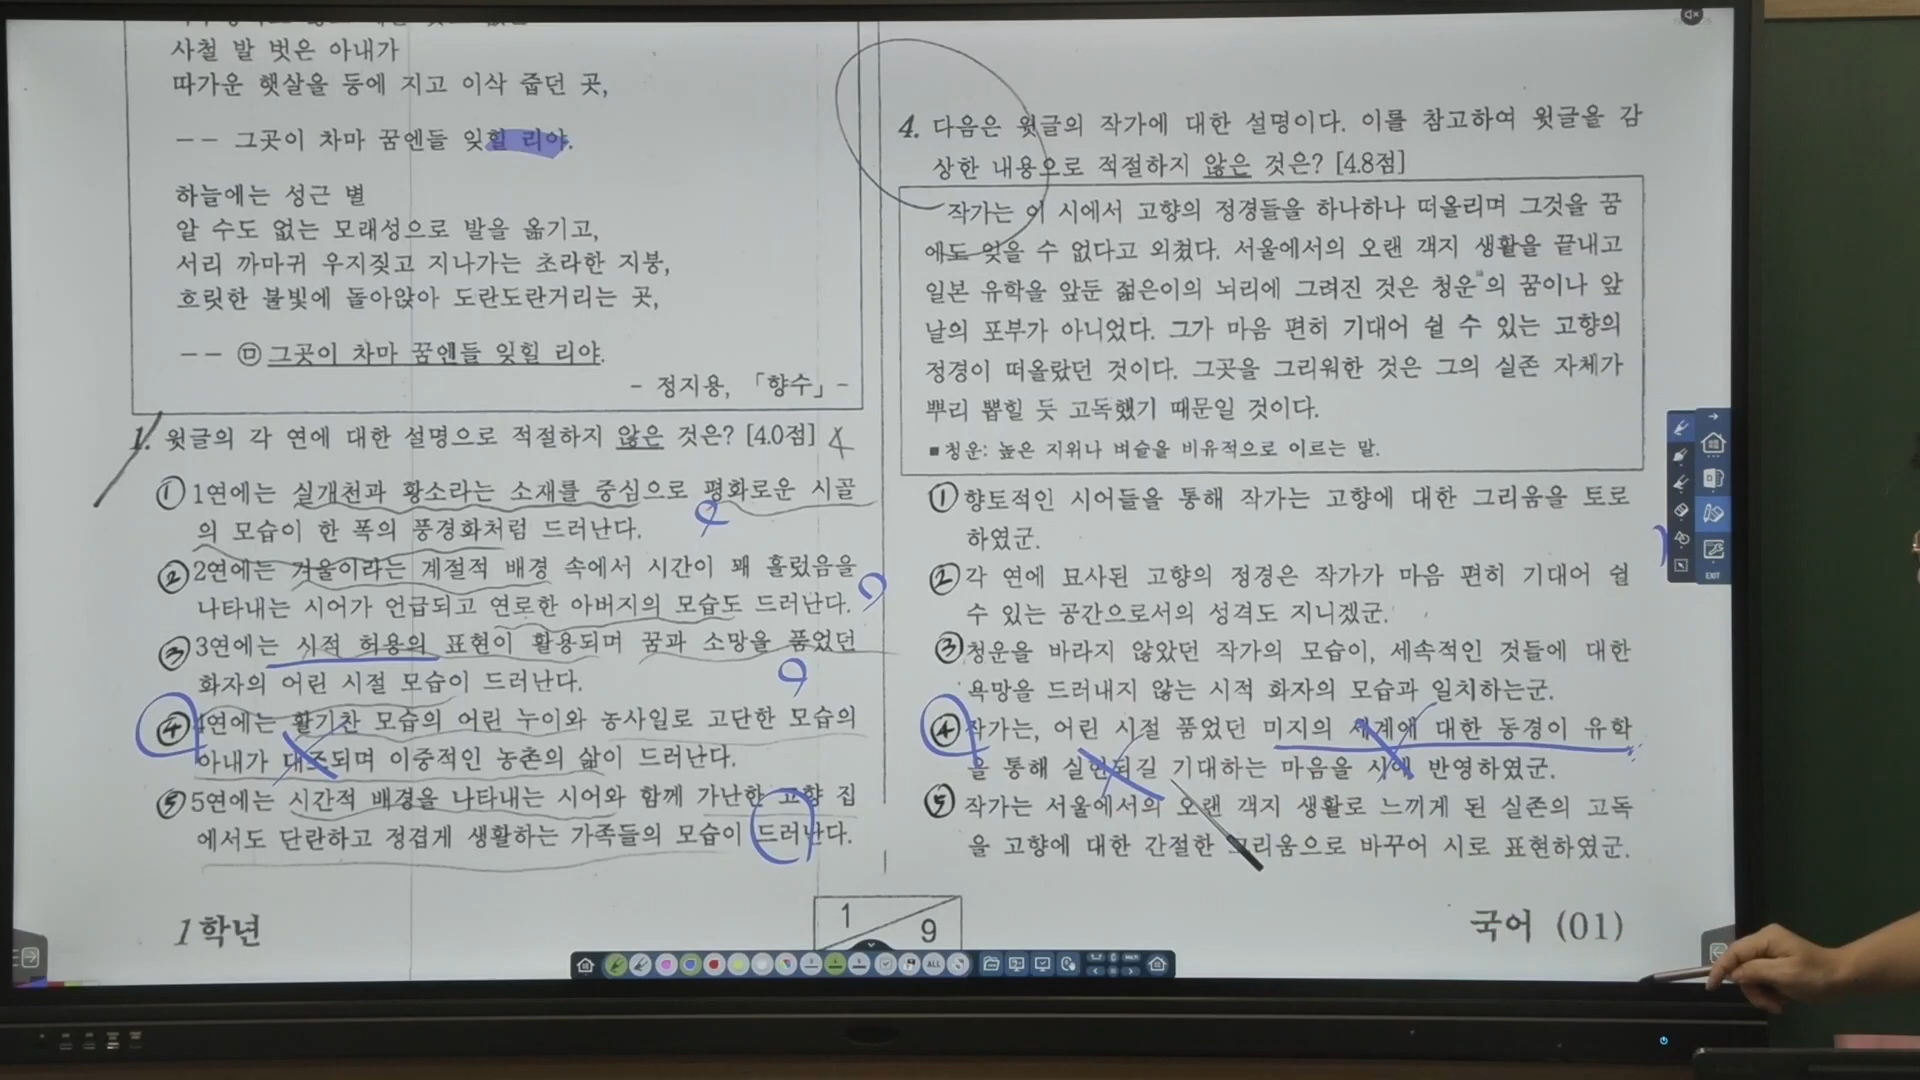 사철 발 벗은 아내가
따가운 햇살을 등에 지고 이삭 줍던 곳,
-- 그곳이 차마 꿈엔들 잊힐 리야.
하늘에는 성근 별
알 수도 없는 모래성으로 발을 옮기고,
서리 까마귀 우지짖고 지나가는 초라한 지붕,
흐릿한 불빛에 돌아앉아 도란도란거리는 곳,
-- ㉤그곳이 차마 꿈엔들 잊힐 리야.
- 정지용, 「향수」-
1. 윗글의 각 연에 대한 설명으로 적절하지 않은 것은? [4.0점] 4
① 1연에는 실개천과 황소라는 소재를 중심으로 평화로운 시골
의 모습이 한 폭의 풍경화처럼 드러난다.
② 2연에는 겨울이라는 계절적 배경 속에서 시간이 꽤 흘렀음을
나타내는 시어가 언급되고 연로한 아버지의 모습도 드러난다.
③ 3연에는 시적 허용의 표현이 활용되며 꿈과 소망을 품었던
화자의 어린 시절 모습이 드러난다.
④ 4연에는 활기찬 모습의 어린 누이와 농사일로 고단한 모습의
아내가 대조되며 이중적인 농촌의 삶이 드러난다.
⑤ 5연에는 시간적 배경을 나타내는 시어와 함께 가난한 고향 집
에서도 단란하고 정겹게 생활하는 가족들의 모습이 드러난다.
1학년
1
9
4. 다음은 윗글의 작가에 대한 설명이다. 이를 참고하여 윗글을 감
상한 내용으로 적절하지 않은 것은? [4.8점]
작가는 이 시에서 고향의 정경들을 하나하나 떠올리며 그것을 꿈
에도 잊을 수 없다고 외쳤다. 서울에서의 오랜 객지 생활을 끝내고
일본 유학을 앞둔 젊은이의 뇌리에 그려진 것은 청운■의 꿈이나 앞
날의 포부가 아니었다. 그가 마음 편히 기대어 쉴 수 있는 고향의
정경이 떠올랐던 것이다. 그곳을 그리워한 것은 그의 실존 자체가
뿌리 뽑힐 듯 고독했기 때문일 것이다.
■청운: 높은 지위나 벼슬을 비유적으로 이르는 말.
① 향토적인 시어들을 통해 작가는 고향에 대한 그리움을 토로
하였군.
② 각 연에 묘사된 고향의 정경은 작가가 마음 편히 기대어 쉴
수 있는 공간으로서의 성격도 지니겠군.
③ 청운을 바라지 않았던 작가의 모습이, 세속적인 것들에 대한
욕망을 드러내지 않는 시적 화자의 모습과 일치하는군.
④ 작가는, 어린 시절 품었던 미지의 세계에 대한 동경이 유학
을 통해 실현되길 기대하는 마음을 시에 반영하였군.
⑤ 작가는 서울에서의 오랜 객지 생활로 느끼게 된 실존의 고독
을 고향에 대한 간절한 그리움으로 바꾸어 시로 표현하였군.
국어 (01)
EXIT
ALL